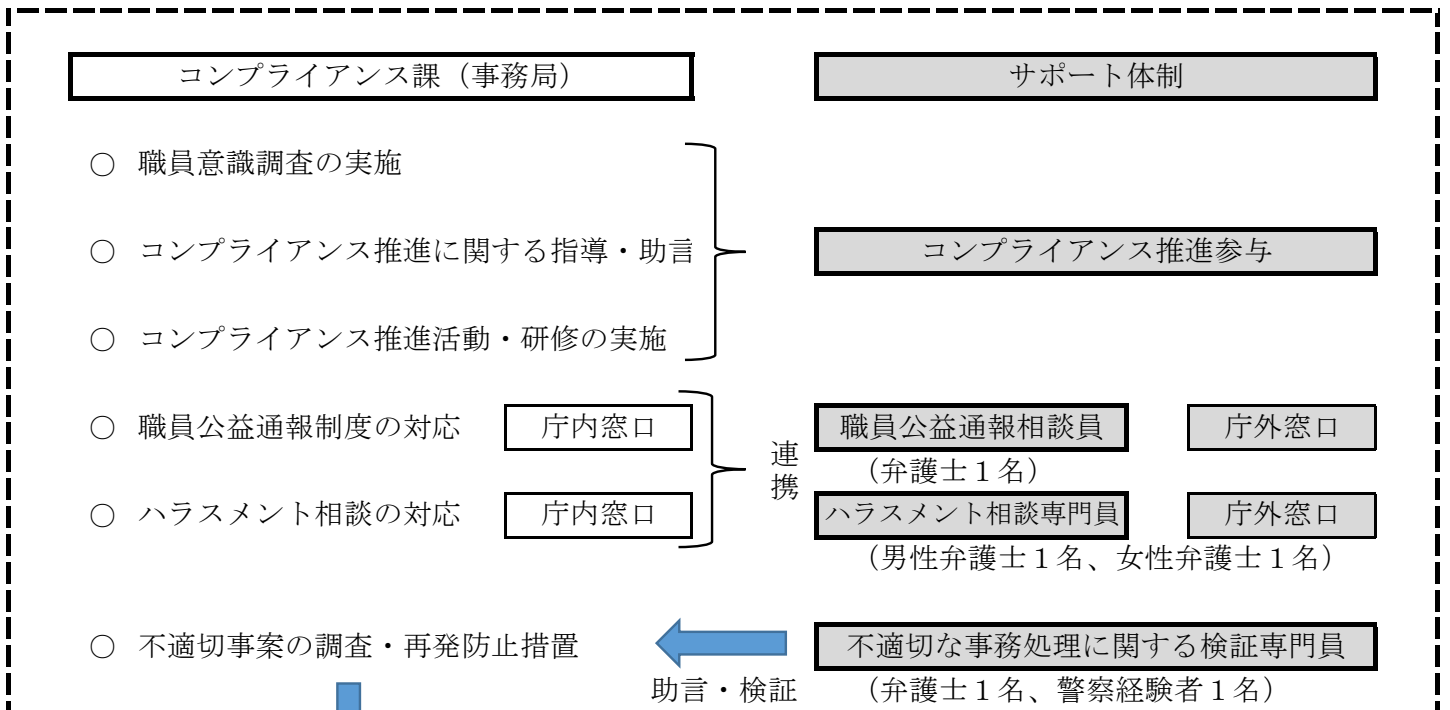 コンプライアンス課（事務局）
サポート体制
○ 職員意識調査の実施
○ コンプライアンス推進に関する指導・助言
コンプライアンス推進参与
○ コンプライアンス推進活動・研修の実施
○ 職員公益通報制度の対応
庁内窓口
連携
職員公益通報相談員
庁外窓口
（弁護士１名）
○ ハラスメント相談の対応
庁内窓口
ハラスメント相談専門員
庁外窓口
（男性弁護士１名、女性弁護士１名）
○ 不適切事案の調査・再発防止措置
助言・検証
不適切な事務処理に関する検証専門員
（弁護士１名、警察経験者１名）